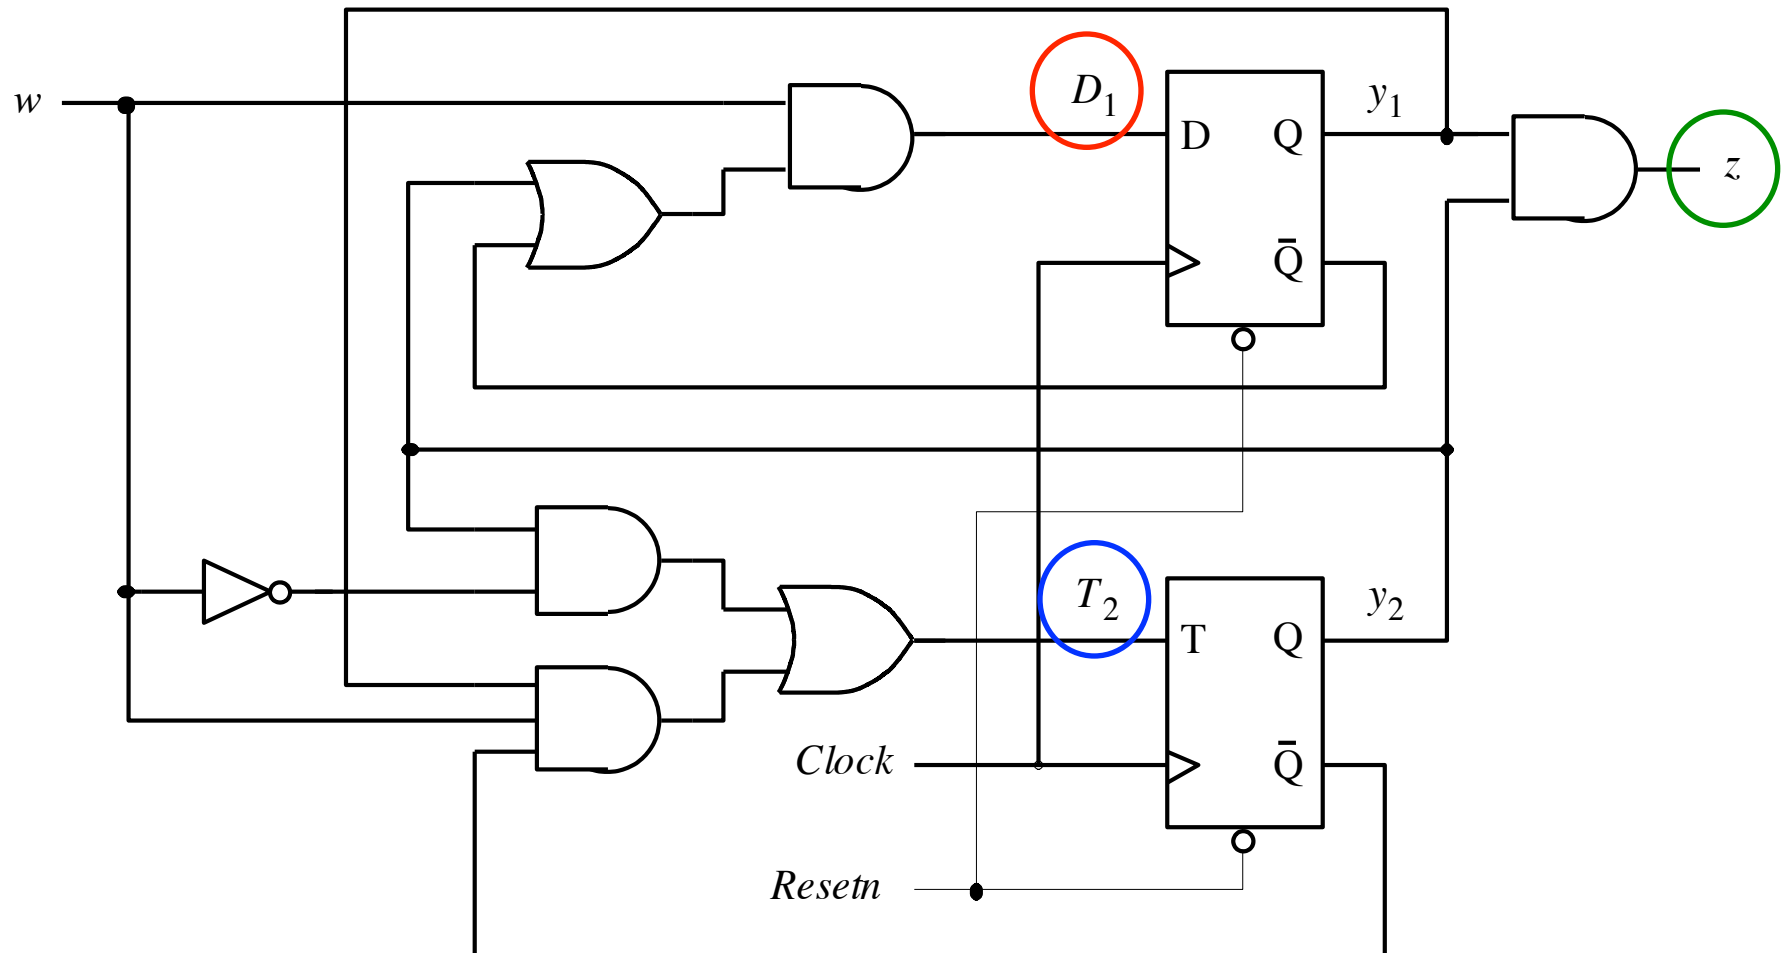 w
D1
D Q
y1
z
Q̄
T2
T Q
y2
Clock
Q̄
Resetn